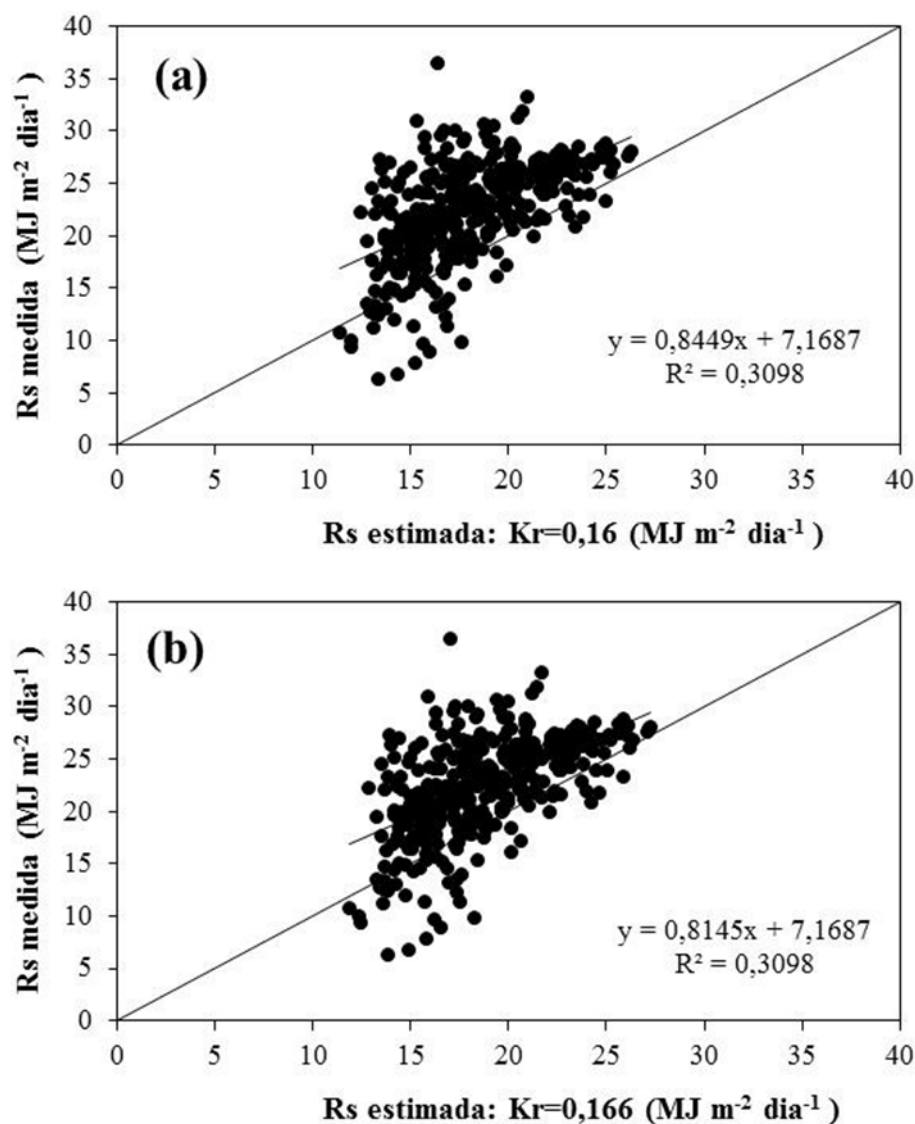 40
35
30
25
20
15
10
5
0
(a)
Rs medida (MJ m-2 dia-1)
y = 0,8449x + 7,1687
R² = 0,3098
0 5 10 15 20 25 30 35 40
Rs estimada: Kr=0,16 (MJ m-2 dia-1 )
40
35
30
25
20
15
10
5
0
(b)
Rs medida (MJ m-2 dia-1)
y = 0,8145x + 7,1687
R² = 0,3098
0 5 10 15 20 25 30 35 40
Rs estimada: Kr=0,166 (MJ m-2 dia-1 )